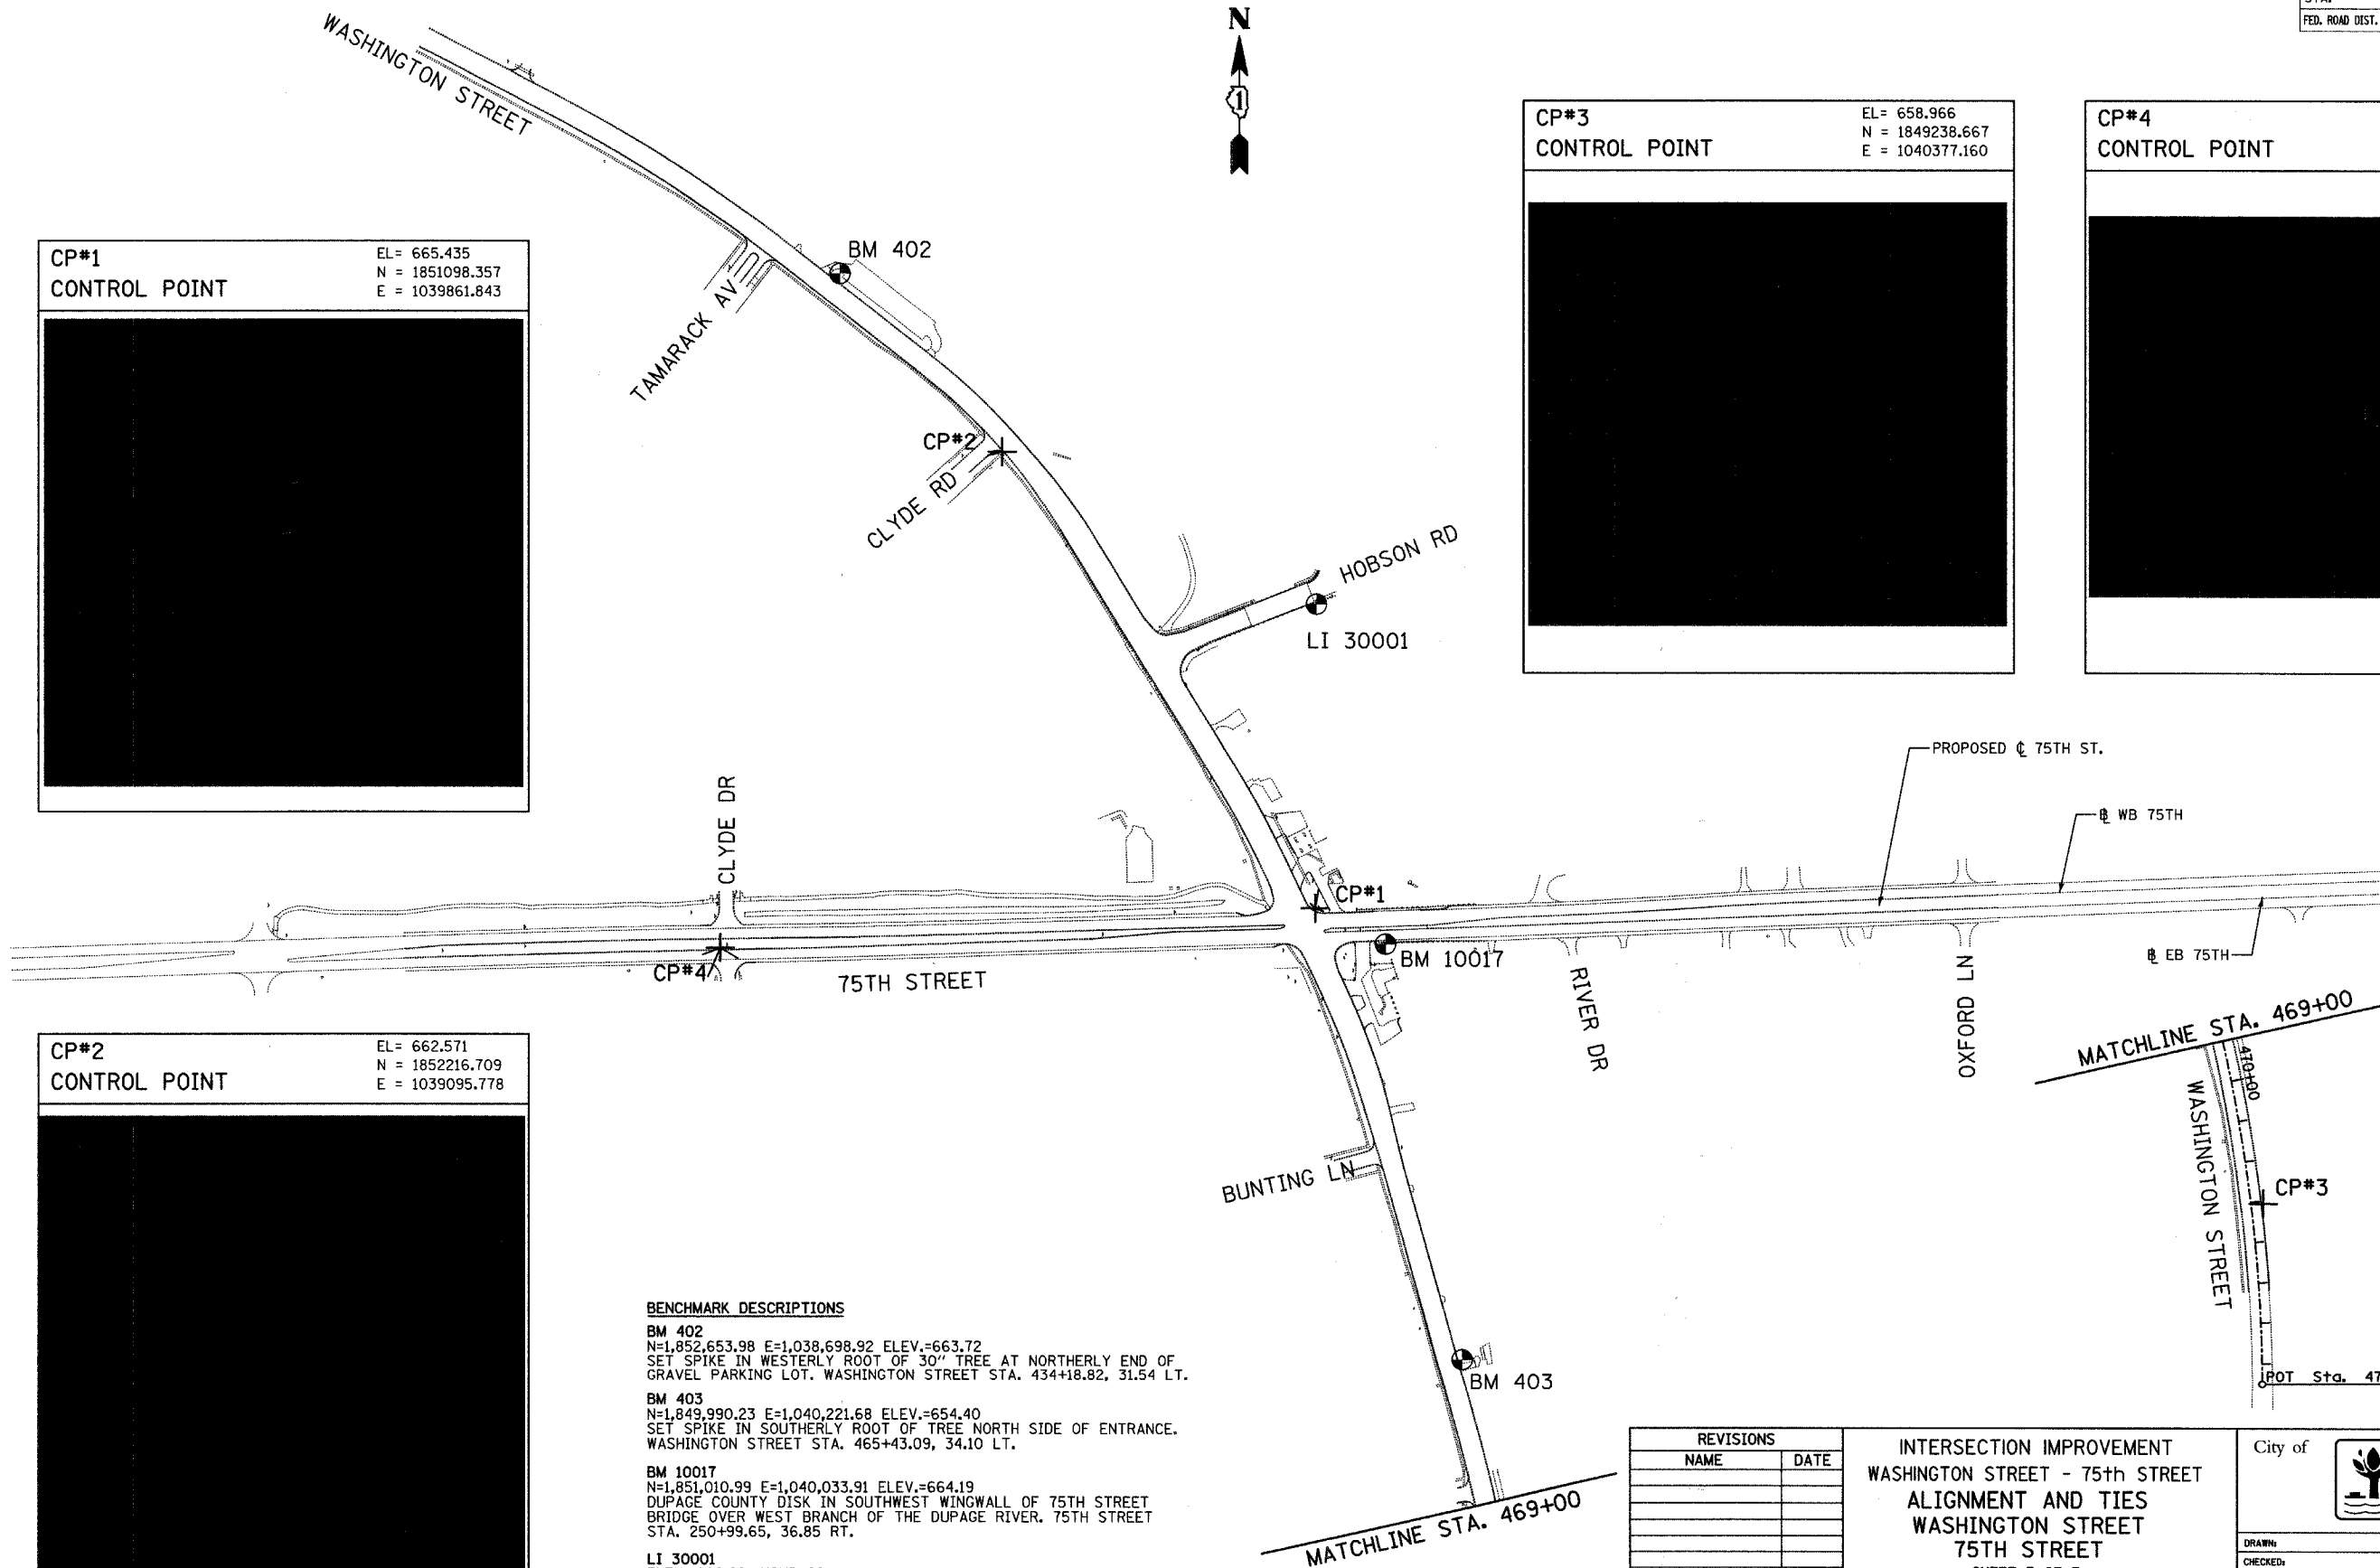 FED. ROAD DIST.
N
WASHINGTON STREET
CP#3
CONTROL POINT
EL= 658.966
N = 1849238.667
E = 1040377.160
CP#4
CONTROL POINT
CP#1
CONTROL POINT
EL= 665.435
N = 1851098.357
E = 1039861.843
BM 402
TAMARACK AV
CP#2
CLYDE RD
HOBSON RD
LI 30001
PROPOSED ℄ 75TH ST.
CLYDE DR
℄ WB 75TH
CP#1
CP#4
75TH STREET
BM 10017
RIVER DR
OXFORD LN
℄ EB 75TH
MATCHLINE STA. 469+00
470+00
WASHINGTON STREET
CP#3
POT Sta. 47
CP#2
CONTROL POINT
EL= 662.571
N = 1852216.709
E = 1039095.778
BUNTING LN
BM 403
MATCHLINE STA. 469+00
BENCHMARK DESCRIPTIONS
BM 402
N=1,852,653.98 E=1,038,698.92 ELEV.=663.72
SET SPIKE IN WESTERLY ROOT OF 30" TREE AT NORTHERLY END OF
GRAVEL PARKING LOT. WASHINGTON STREET STA. 434+18.82, 31.54 LT.
BM 403
N=1,849,990.23 E=1,040,221.68 ELEV.=654.40
SET SPIKE IN SOUTHERLY ROOT OF TREE NORTH SIDE OF ENTRANCE.
WASHINGTON STREET STA. 465+43.09, 34.10 LT.
BM 10017
N=1,851,010.99 E=1,040,033.91 ELEV.=664.19
DUPAGE COUNTY DISK IN SOUTHWEST WINGWALL OF 75TH STREET
BRIDGE OVER WEST BRANCH OF THE DUPAGE RIVER. 75TH STREET
STA. 250+99.65, 36.85 RT.
LI 30001
REVISIONS
NAME DATE
INTERSECTION IMPROVEMENT
WASHINGTON STREET - 75th STREET
ALIGNMENT AND TIES
WASHINGTON STREET
75TH STREET
City of
DRAWN:
CHECKED: